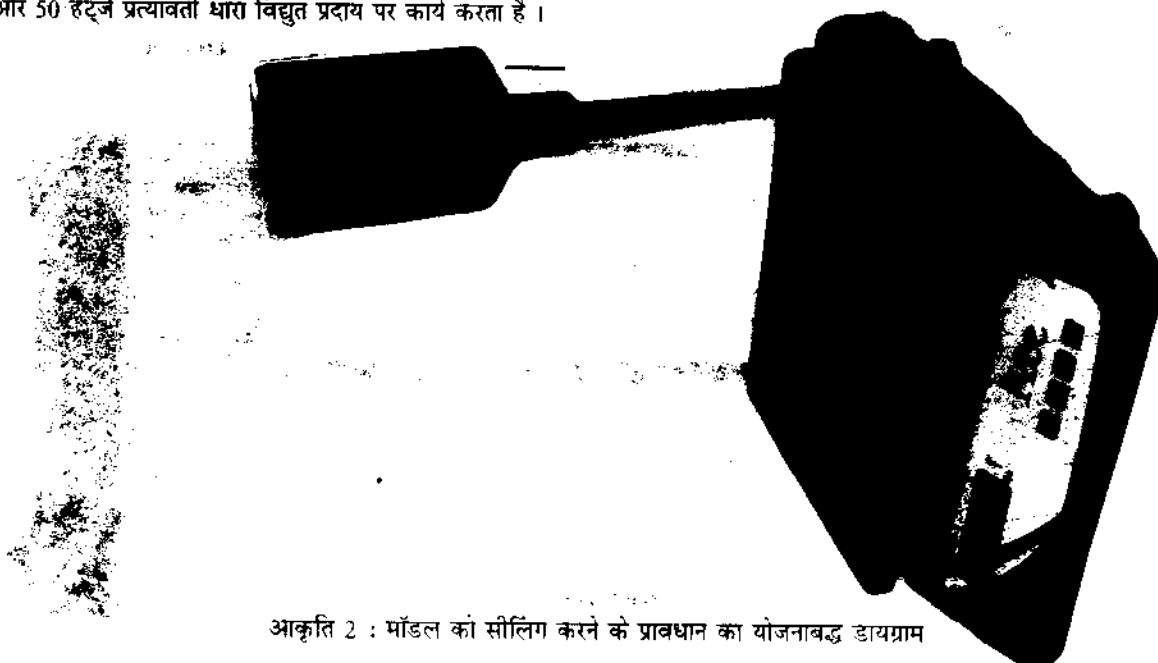 और 50 हर्ट्ज प्रत्यावर्ती धारा विद्युत प्रदाय पर कार्य करता है ।
आकृति 2 : मॉडल को सीलिंग करने के प्रावधान का योजनाबद्ध डायग्राम